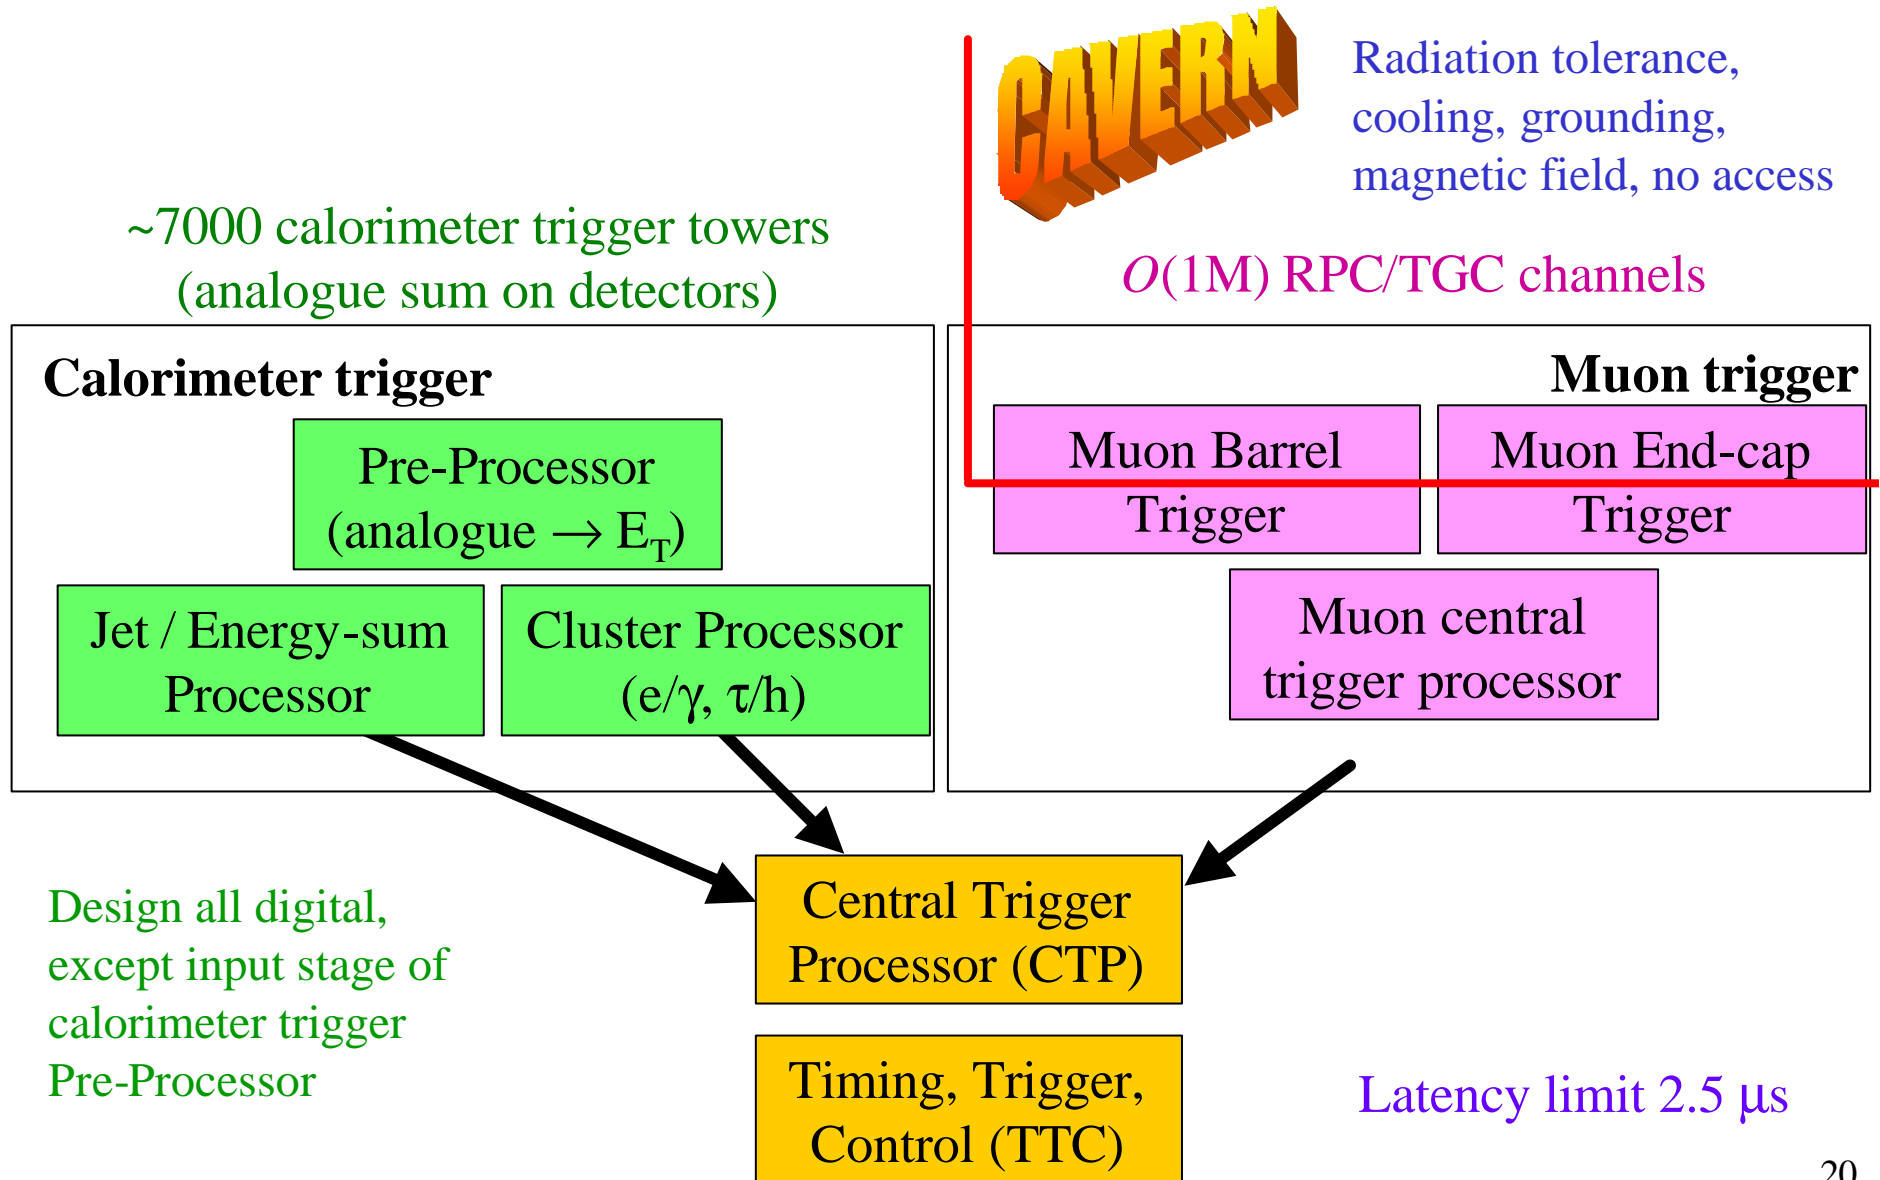 CAVERN
Radiation tolerance,
cooling, grounding,
magnetic field, no access
~7000 calorimeter trigger towers
(analogue sum on detectors)
O(1M) RPC/TGC channels
Calorimeter trigger
Pre-Processor
(analogue → E_T)
Jet / Energy-sum
Processor
Cluster Processor
(e/γ, τ/h)
Muon trigger
Muon Barrel
Trigger
Muon End-cap
Trigger
Muon central
trigger processor
Central Trigger
Processor (CTP)
Design all digital,
except input stage of
calorimeter trigger
Pre-Processor
Timing, Trigger,
Control (TTC)
Latency limit 2.5 μs
20